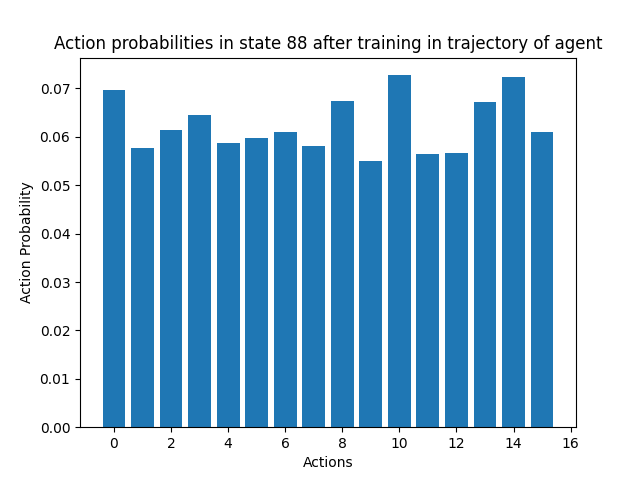 Action probabilities in state 88 after training in trajectory of agent
0.07
0.06
0.05
0.04
0.03
0.02
0.01
0.00
Action Probability
0 2 4 6 8 10 12 14 16
Actions